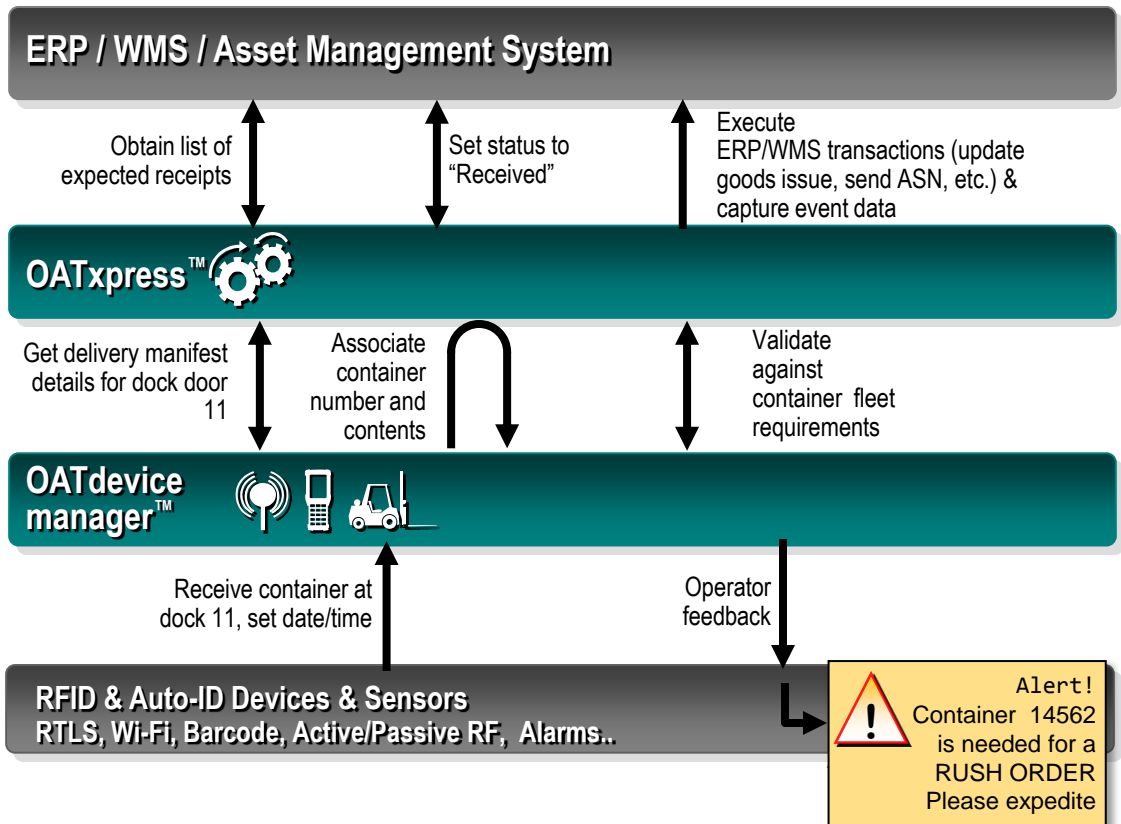 ERP / WMS / Asset Management System
Obtain list of
expected receipts
Set status to
“Received”
Execute
ERP/WMS transactions (update
goods issue, send ASN, etc.) &
capture event data
OATxpress™
Get delivery manifest
details for dock door
11
Associate
container
number and
contents
Validate
against
container fleet
requirements
OATdevice
manager™
Receive container at
dock 11, set date/time
Operator
feedback
RFID & Auto-ID Devices & Sensors
RTLS, Wi-Fi, Barcode, Active/Passive RF, Alarms..
!
Alert!
Container 14562
is needed for a
RUSH ORDER
Please expedite